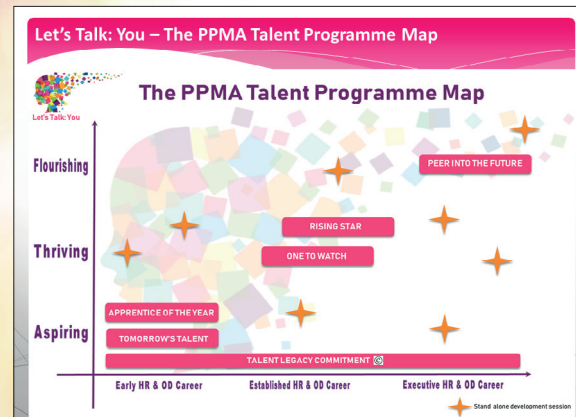 Let's Talk: You – The PPMA Talent Programme Map
The PPMA Talent Programme Map
Let's Talk: You
Flourishing
PEER INTO THE FUTURE
RISING STAR
Thriving
ONE TO WATCH
APPRENTICE OF THE YEAR
Aspiring
TOMORROW'S TALENT
TALENT LEGACY COMMITMENT
Early HR & OD Career
Established HR & OD Career
Executive HR & OD Career
Stand alone development session